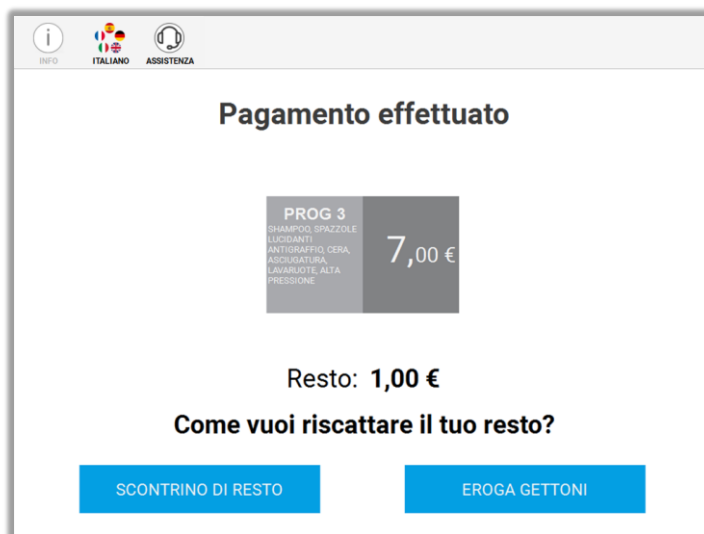 i
INFO
ITALIANO
ASSISTENZA
Pagamento effettuato
PROG 3
SHAMPOO, SPAZZOLE
LUCIDANTI
ANTIGRAFFIO, CERA,
ASCIUGATURA,
LAVARUOTE, ALTA
PRESSIONE
7,00 €
Resto: 1,00 €
Come vuoi riscattare il tuo resto?
SCONTRINO DI RESTO
EROGA GETTONI